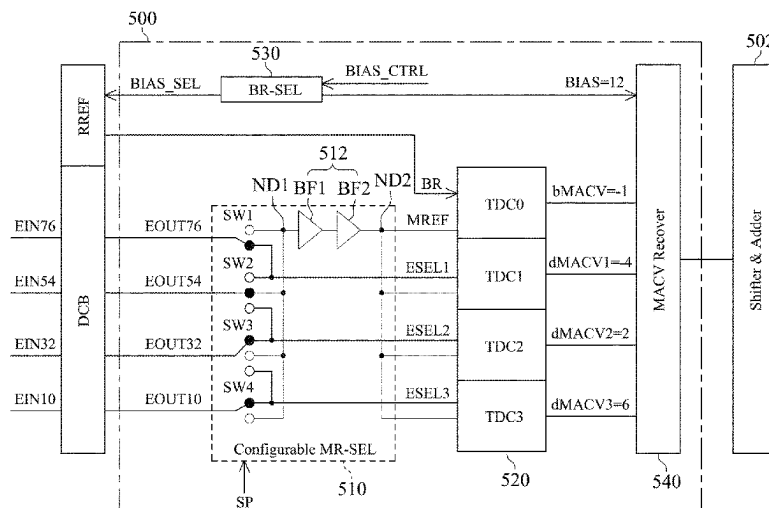 500
502
530
BIAS_CTRL
BIAS_SEL
BR-SEL
BIAS=12
RREF
512
ND1
BF1
BF2
ND2
BR
SW1
MREF
TDC0
bMACV=-1
EIN76
EOUT76
SW2
ESEL1
TDC1
dMACV1=-4
MACV Recover
Shifter & Adder
EIN54
EOUT54
DCB
SW3
ESEL2
TDC2
dMACV2=2
EIN32
EOUT32
SW4
ESEL3
TDC3
dMACV3=6
EIN10
EOUT10
Configurable MR-SEL
510
520
540
SP